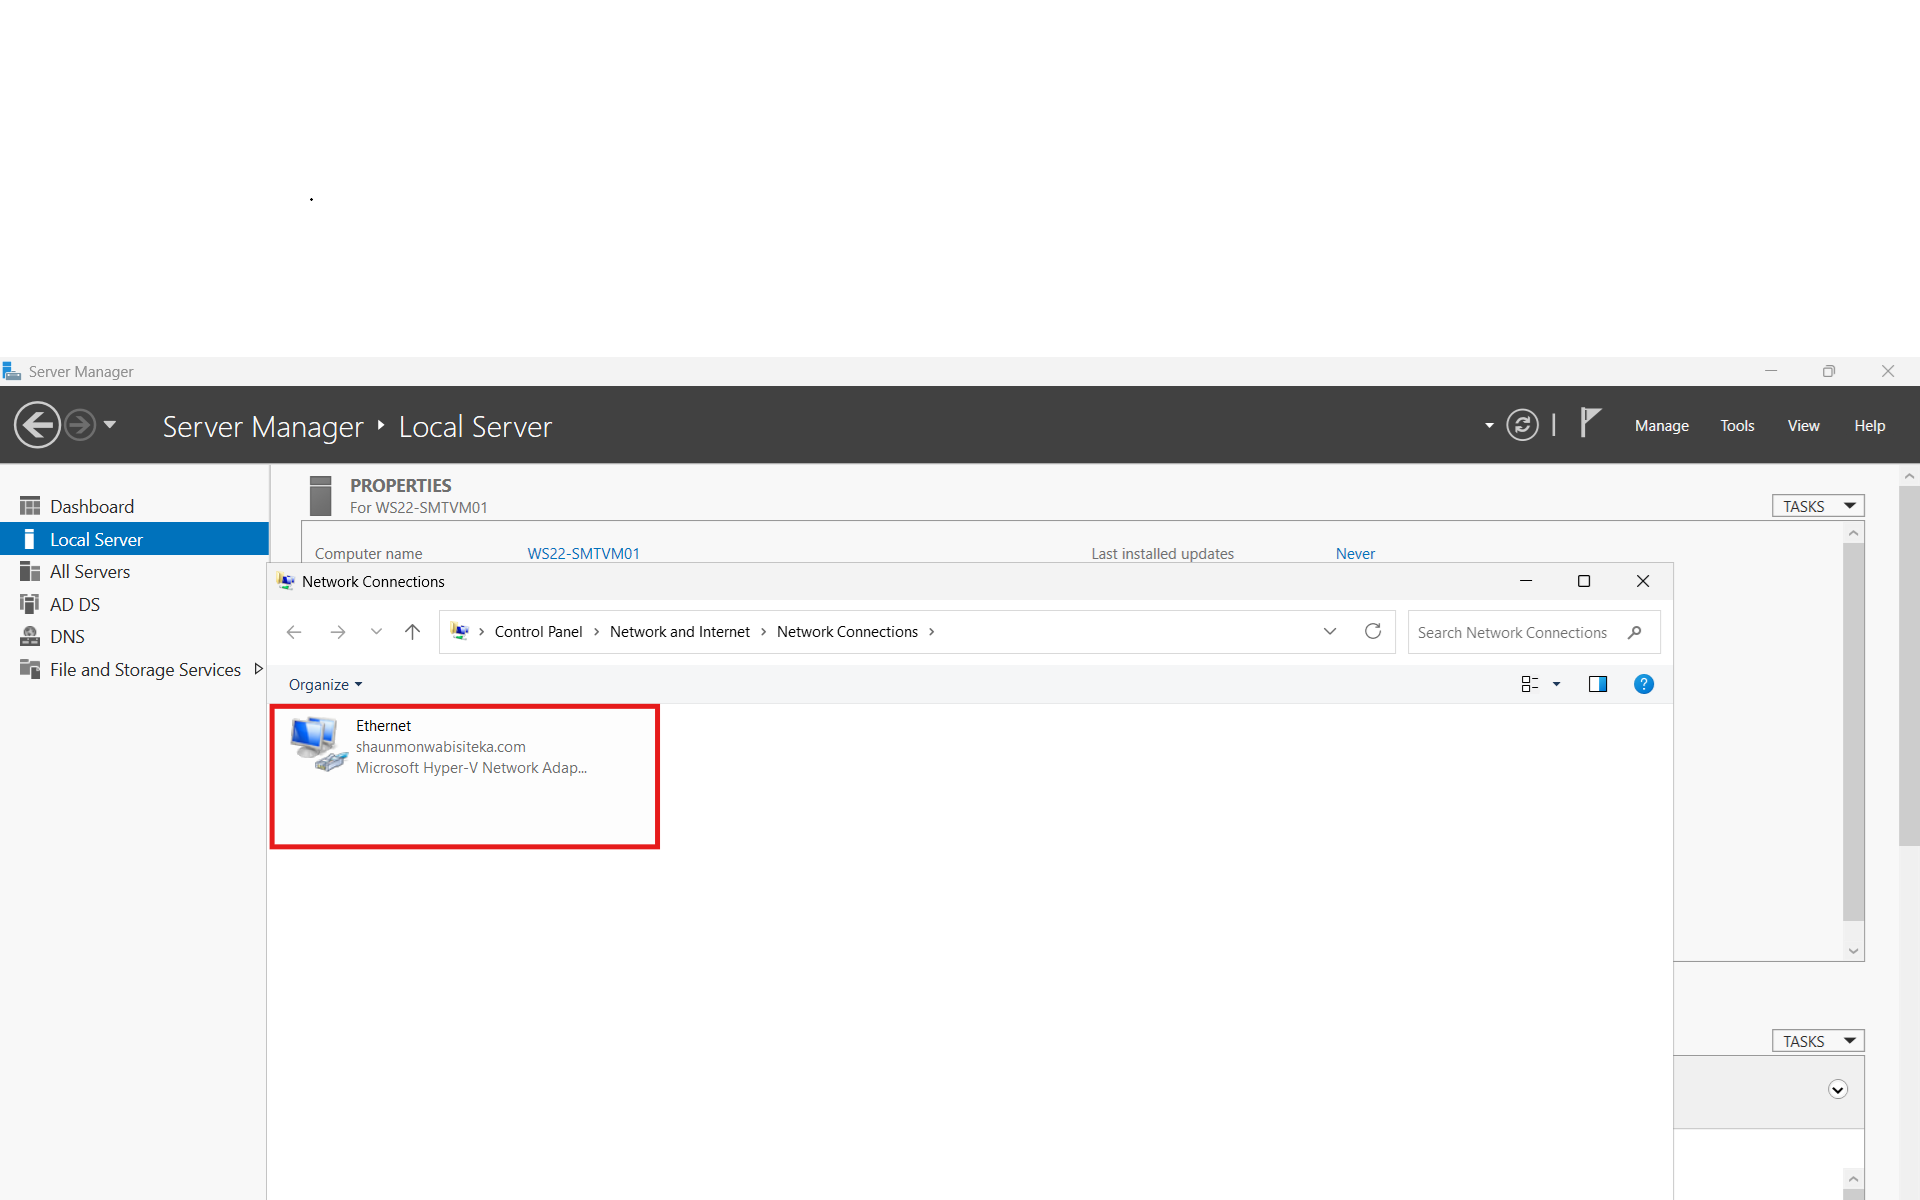 Server Manager
Server Manager Local Server
Manage Tools View Help
PROPERTIES
For WS22-SMTVM01
TASKS
Dashboard
Local Server
All Servers
AD DS
DNS
File and Storage Services
Computer name WS22-SMTVM01 Last installed updates Never
Network Connections
Control Panel Network and Internet Network Connections
Search Network Connections
Organize
Ethernet
shaunmonwabisiteka.com
Microsoft Hyper-V Network Adap...
TASKS